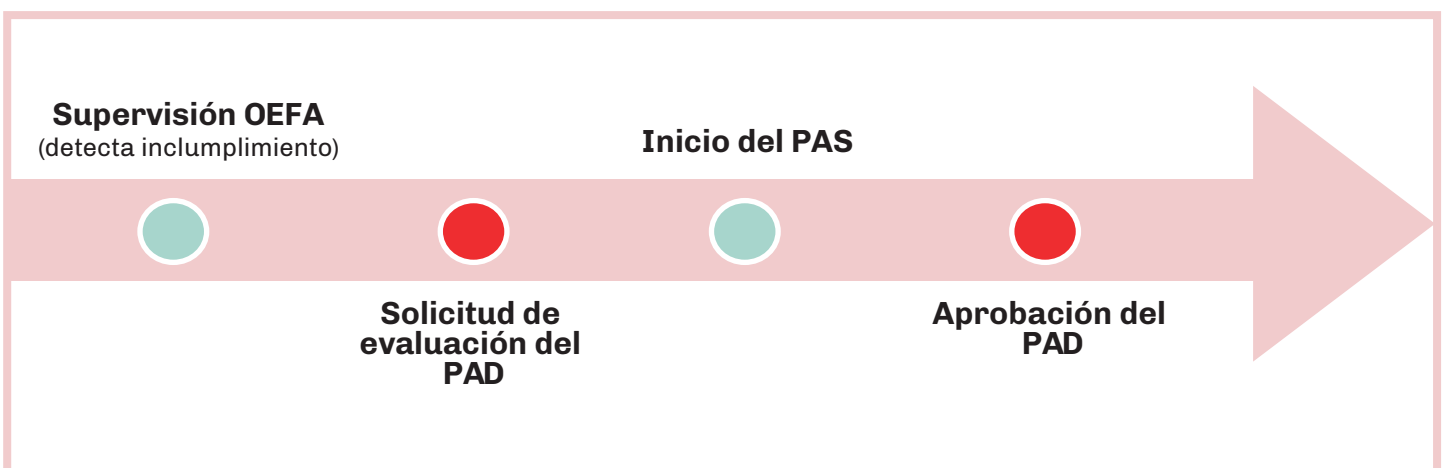 Supervisión OEFA
(detecta inclumplimiento)
Solicitud de
evaluación del
PAD
Inicio del PAS
Aprobación del
PAD